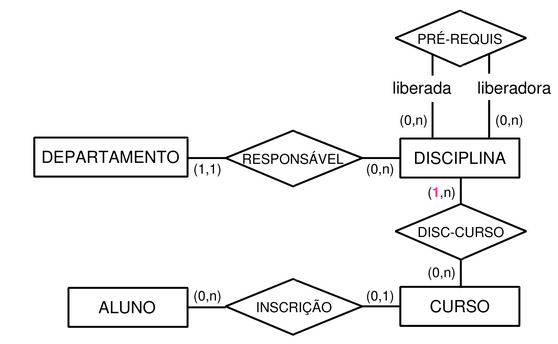 PRÉ-REQUIS
liberada
liberadora
(0,n)
(0,n)
DEPARTAMENTO
(1,1)
RESPONSÁVEL
(0,n)
DISCIPLINA
(1,n)
DISC-CURSO
(0,n)
ALUNO
(0,n)
INSCRIÇÃO
(0,1)
CURSO